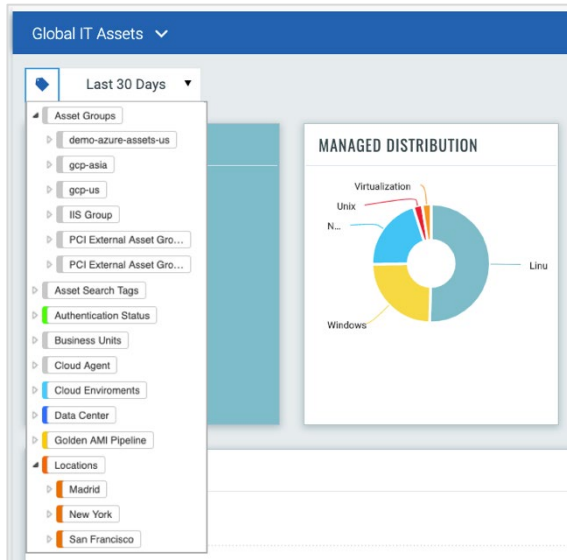 Global IT Assets
Last 30 Days
Asset Groups
demo-azure-assets-us
gcp-asia
gcp-us
IIS Group
PCI External Asset Gro...
PCI External Asset Gro...
Asset Search Tags
Authentication Status
Business Units
Cloud Agent
Cloud Enviroments
Data Center
Golden AMI Pipeline
Locations
Madrid
New York
San Francisco
MANAGED DISTRIBUTION
Virtualization
Unix
N...
Linu
Windows